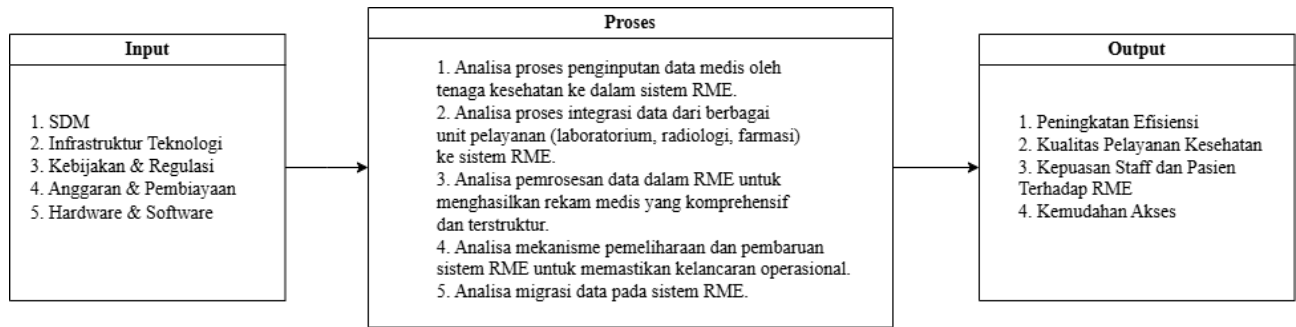 Input
1. SDM
2. Infrastruktur Teknologi
3. Kebijakan & Regulasi
4. Anggaran & Pembiayaan
5. Hardware & Software
Proses
1. Analisa proses penginputan data medis oleh
tenaga kesehatan ke dalam sistem RME.
2. Analisa proses integrasi data dari berbagai
unit pelayanan (laboratorium, radiologi, farmasi)
ke sistem RME.
3. Analisa pemrosesan data dalam RME untuk
menghasilkan rekam medis yang komprehensif
dan terstruktur.
4. Analisa mekanisme pemeliharaan dan pembaruan
sistem RME untuk memastikan kelancaran operasional.
5. Analisa migrasi data pada sistem RME.
Output
1. Peningkatan Efisiensi
2. Kualitas Pelayanan Kesehatan
3. Kepuasan Staff dan Pasien
Terhadap RME
4. Kemudahan Akses